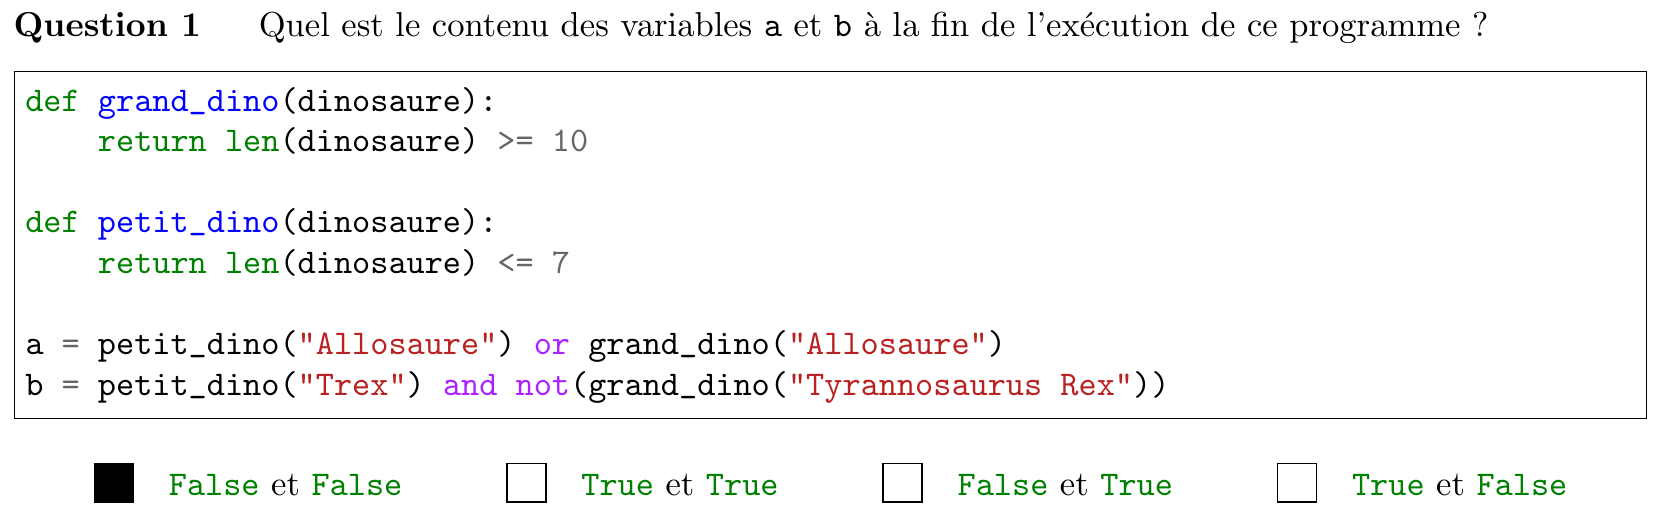 Question 1 Quel est le contenu des variables a et b à la fin de l'exécution de ce programme ?
def grand_dino(dinosaure):
    return len(dinosaure) >= 10
def petit_dino(dinosaure):
    return len(dinosaure) <= 7
a = petit_dino("Allosaure") or grand_dino("Allosaure")
b = petit_dino("Trex") and not(grand_dino("Tyrannosaurus Rex"))
False et False True et True False et True True et False